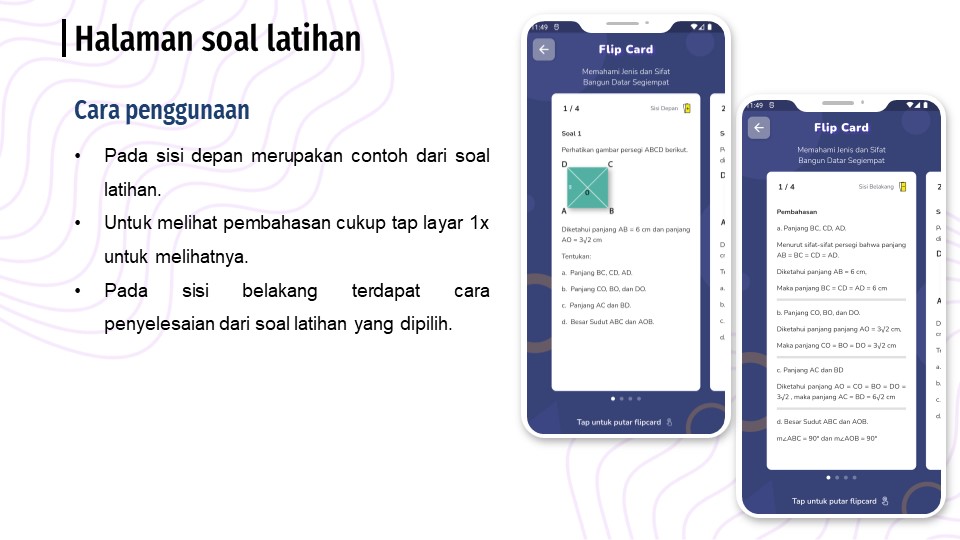 Halaman soal latihan
Cara penggunaan
• Pada sisi depan merupakan contoh dari soal
latihan.
• Untuk melihat pembahasan cukup tap layar 1x
untuk melihatnya.
• Pada sisi belakang terdapat cara
penyelesaian dari soal latihan yang dipilih.
11:49
Flip Card
Memahami Jenis dan Sifat
Bangun Datar Segiempat
1 / 4 Sisi Depan
Soal 1
Perhatikan gambar persegi ABCD berikut.
D C
O
A B
Diketahui panjang AB = 6 cm dan panjang
AO = 3√2 cm
Tentukan:
a. Panjang BC, CD, AD.
b. Panjang CO, BO, dan DO.
c. Panjang AC dan BD.
d. Besar Sudut ABC dan AOB.
Tap untuk putar flipcard
11:49
Flip Card
Memahami Jenis dan Sifat
Bangun Datar Segiempat
1 / 4 Sisi Belakang
Pembahasan
a. Panjang BC, CD, AD.
Menurut sifat-sifat persegi bahwa panjang
AB = BC = CD = AD.
Diketahui panjang AB = 6 cm,
Maka panjang BC = CD = AD = 6 cm
b. Panjang CO, BO, dan DO.
Diketahui panjang panjang AO = 3√2 cm,
Maka panjang CO = BO = DO = 3√2 cm
c. Panjang AC dan BD
Diketahui panjang AO = CO = BO = DO =
3√2 , maka panjang AC = BD = 6√2 cm
d. Besar Sudut ABC dan AOB.
m∠ABC = 90° dan m∠AOB = 90°
Tap untuk putar flipcard